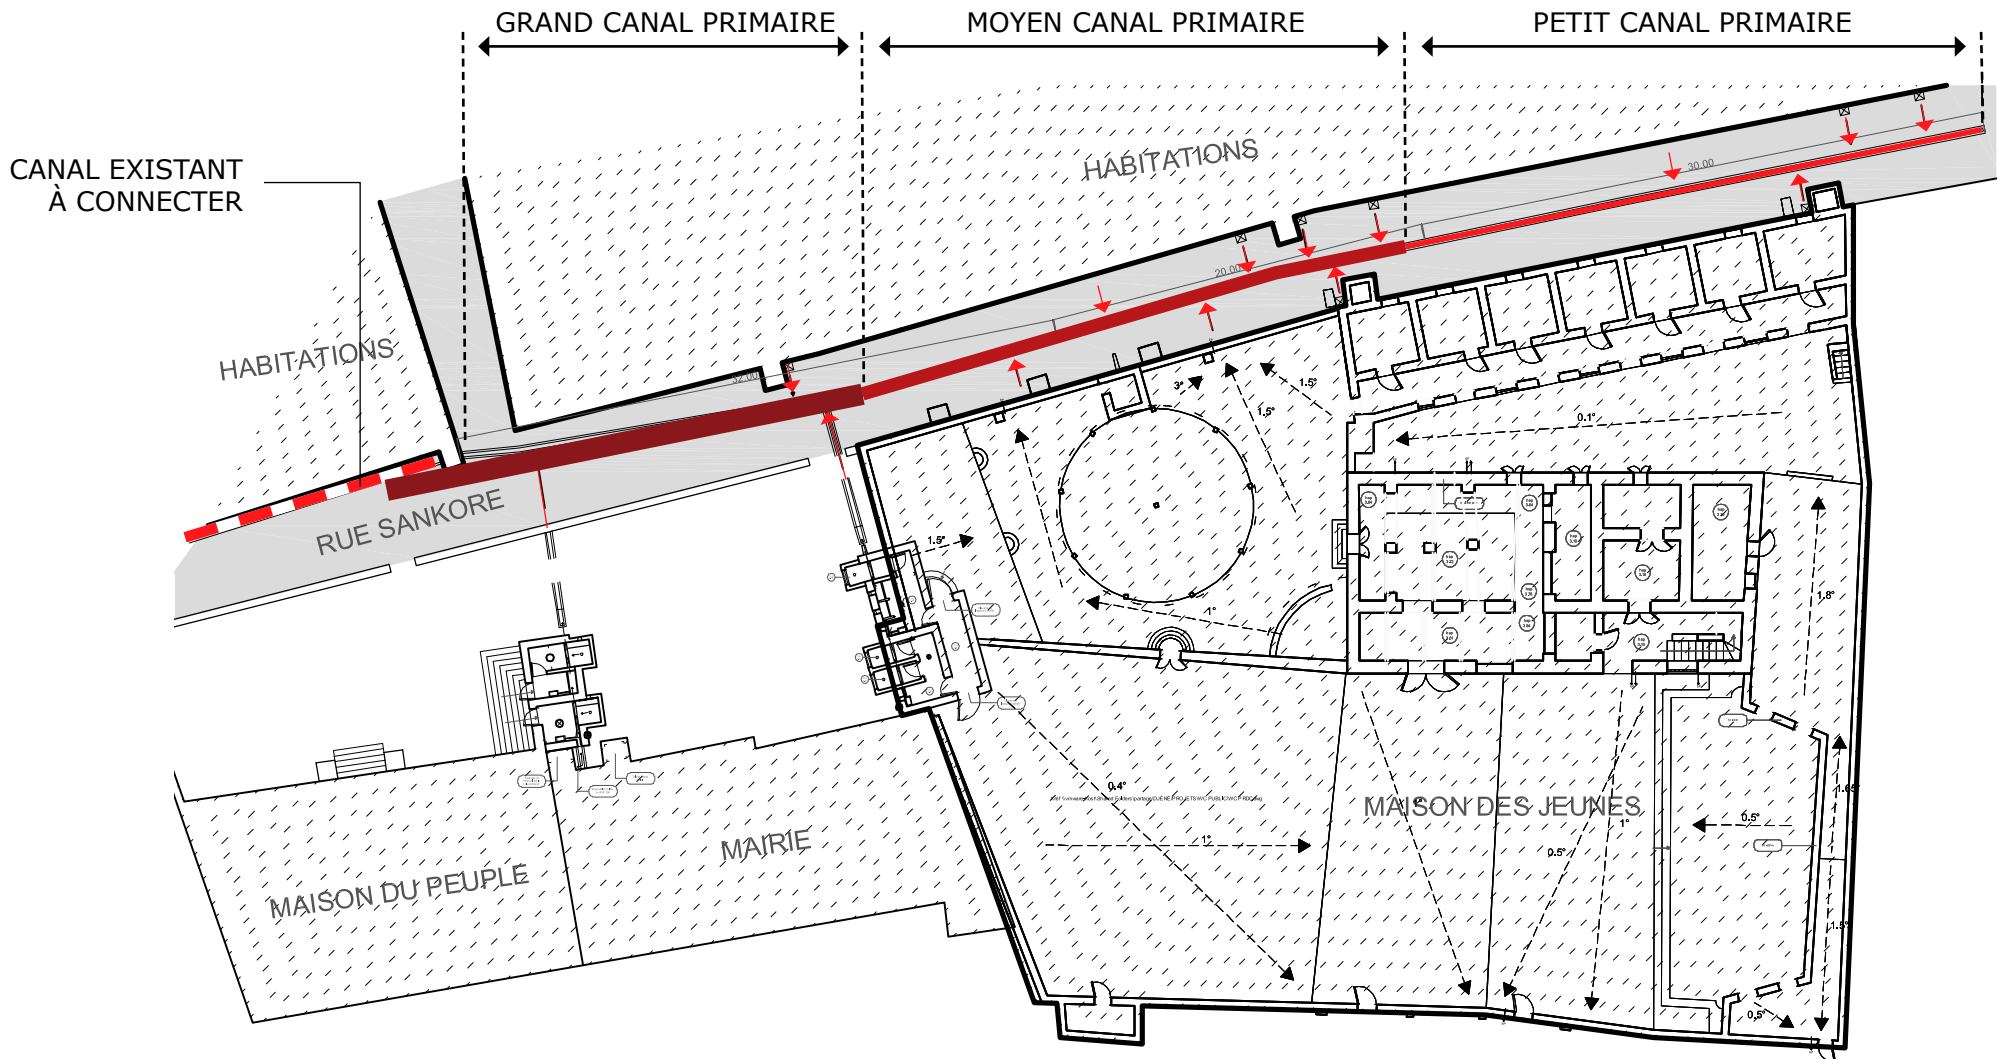 GRAND CANAL PRIMAIRE
MOYEN CANAL PRIMAIRE
PETIT CANAL PRIMAIRE
CANAL EXISTANT
À CONNECTER
HABITATIONS
30.00
20.00
HABITATIONS
32.00
3°
1.5°
1.5°
0.1°
RUE SANKORE
1.5°
1°
1.8°
0.4°
MAISON DES JEUNES
1°
1°
0.5°
0.5°
1.65°
MAIRIE
MAISON DU PEUPLE
1.5°
0.5°